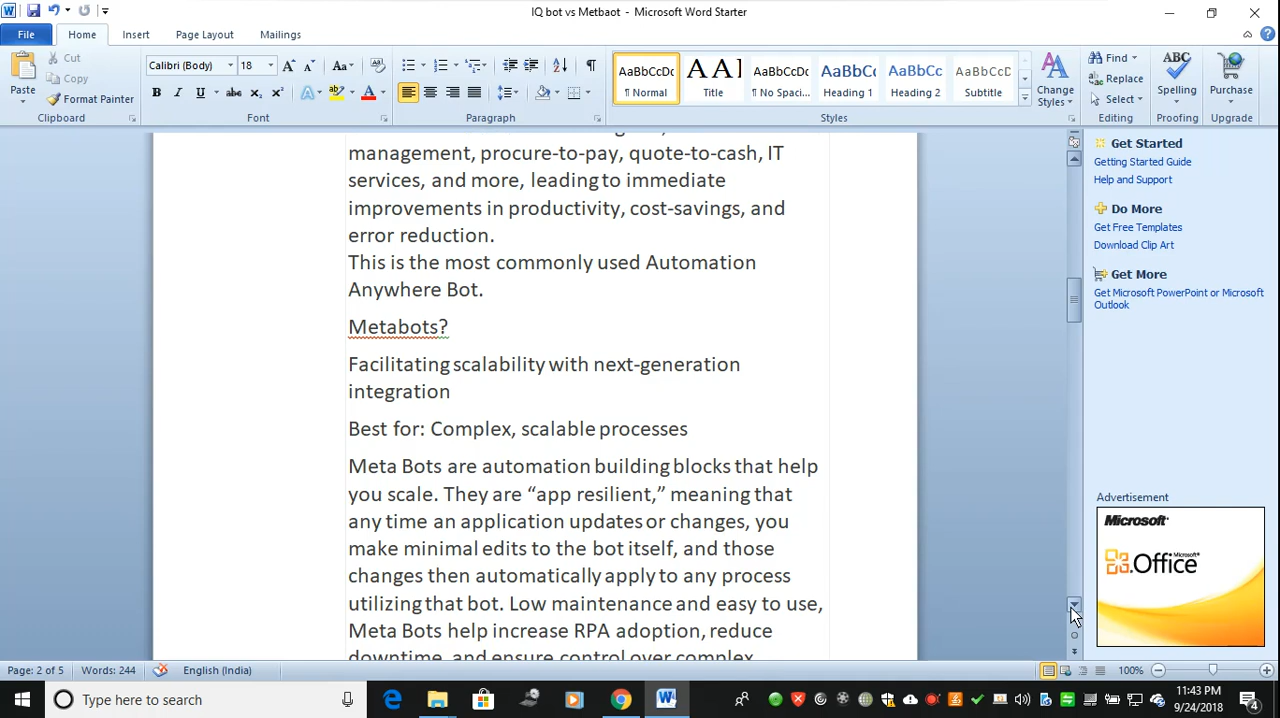 IQ bot vs Metbaot - Microsoft Word Starter
File Home Insert Page Layout Mailings
Paste
Cut
Copy
Format Painter
Clipboard
Calibri (Body) 18
Font
Paragraph
AaBbCcDc AAI AaBbCcDc AaBbCc AaBbCc AaBbCcDc
¶ Normal Title ¶ No Spaci... Heading 1 Heading 2 Subtitle
Styles
Change
Styles
Find
Replace
Select
Editing
ABC
Spelling
Proofing
Purchase
Upgrade
management, procure-to-pay, quote-to-cash, IT
services, and more, leading to immediate
improvements in productivity, cost-savings, and
error reduction.
This is the most commonly used Automation
Anywhere Bot.
Metabots?
Facilitating scalability with next-generation
integration
Best for: Complex, scalable processes
Meta Bots are automation building blocks that help
you scale. They are “app resilient,” meaning that
any time an application updates or changes, you
make minimal edits to the bot itself, and those
changes then automatically apply to any process
utilizing that bot. Low maintenance and easy to use,
Meta Bots help increase RPA adoption, reduce
downtime, and ensure control over complex
Get Started
Getting Started Guide
Help and Support
Do More
Get Free Templates
Download Clip Art
Get More
Get Microsoft PowerPoint or Microsoft
Outlook
Advertisement
Microsoft
Microsoft
Office
Page: 2 of 5 Words: 244 English (India) 100%
Type here to search
11:43 PM
9/24/2018
4